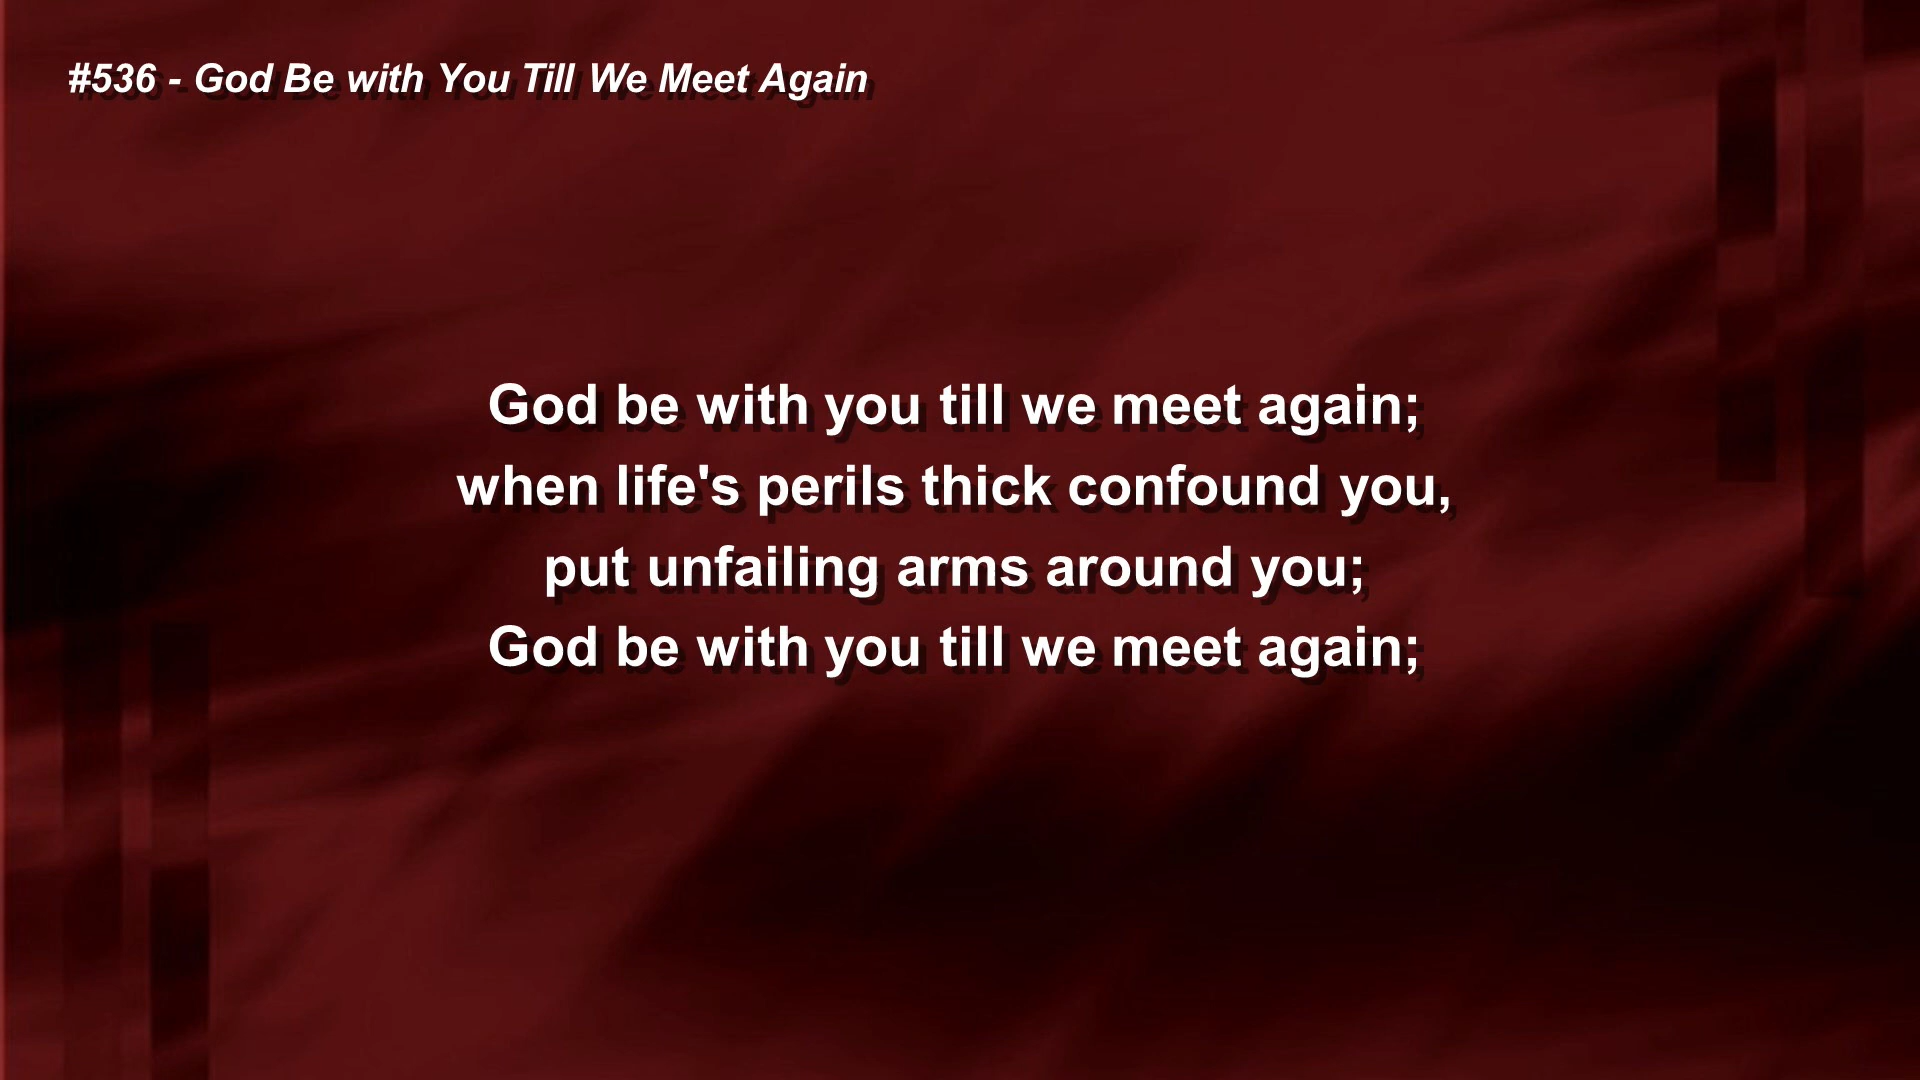 #536 - God Be with You Till We Meet Again
God be with you till we meet again;
when life's perils thick confound you,
put unfailing arms around you;
God be with you till we meet again;